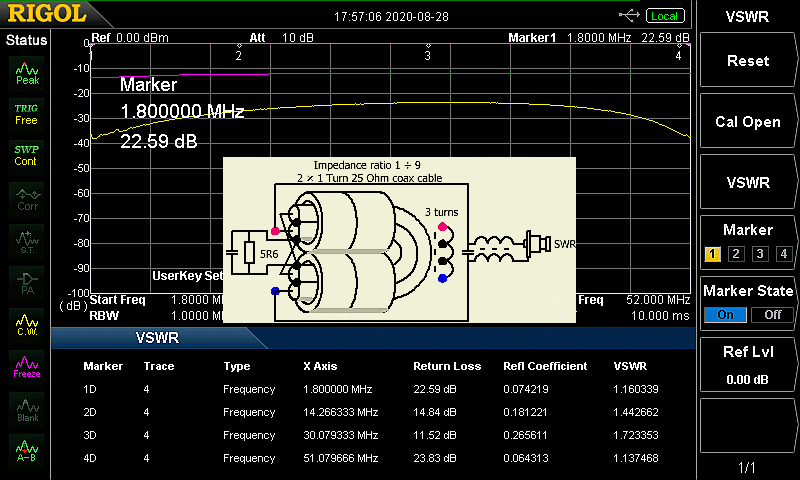 RIGOL
17:57:06 2020-08-28
Local
Status
Peak
TRIG
Free
SWP
Cont
Corr
S.T.
PA
C.W.
Freeze
Blank
A-B
Ref 0.00 dBm
Att 10 dB
Marker1 1.8000 MHz 22.59 dB
0
-10
-20
-30
-40
-50
-60
-70
-80
-90
-100
( dB )
1
2
3
4
Marker
1.800000 MHz
22.59 dB
Impedance ratio 1 ÷ 9
2 × 1 Turn 25 Ohm coax cable
3 turns
5R6
SWR
UserKey Set
Start Freq 1.8000
Freq 52.000 MHz
RBW 1.0000
10.000 ms
VSWR
Marker Trace Type X Axis Return Loss Refl Coefficient VSWR
1D 4 Frequency 1.800000 MHz 22.59 dB 0.074219 1.160339
2D 4 Frequency 14.266333 MHz 14.84 dB 0.181221 1.442662
3D 4 Frequency 30.079333 MHz 11.52 dB 0.265611 1.723353
4D 4 Frequency 51.079666 MHz 23.83 dB 0.064313 1.137468
VSWR
Reset
Cal Open
VSWR
Marker
1 2 3 4
Marker State
On Off
Ref Lvl
0.00 dB
1/1